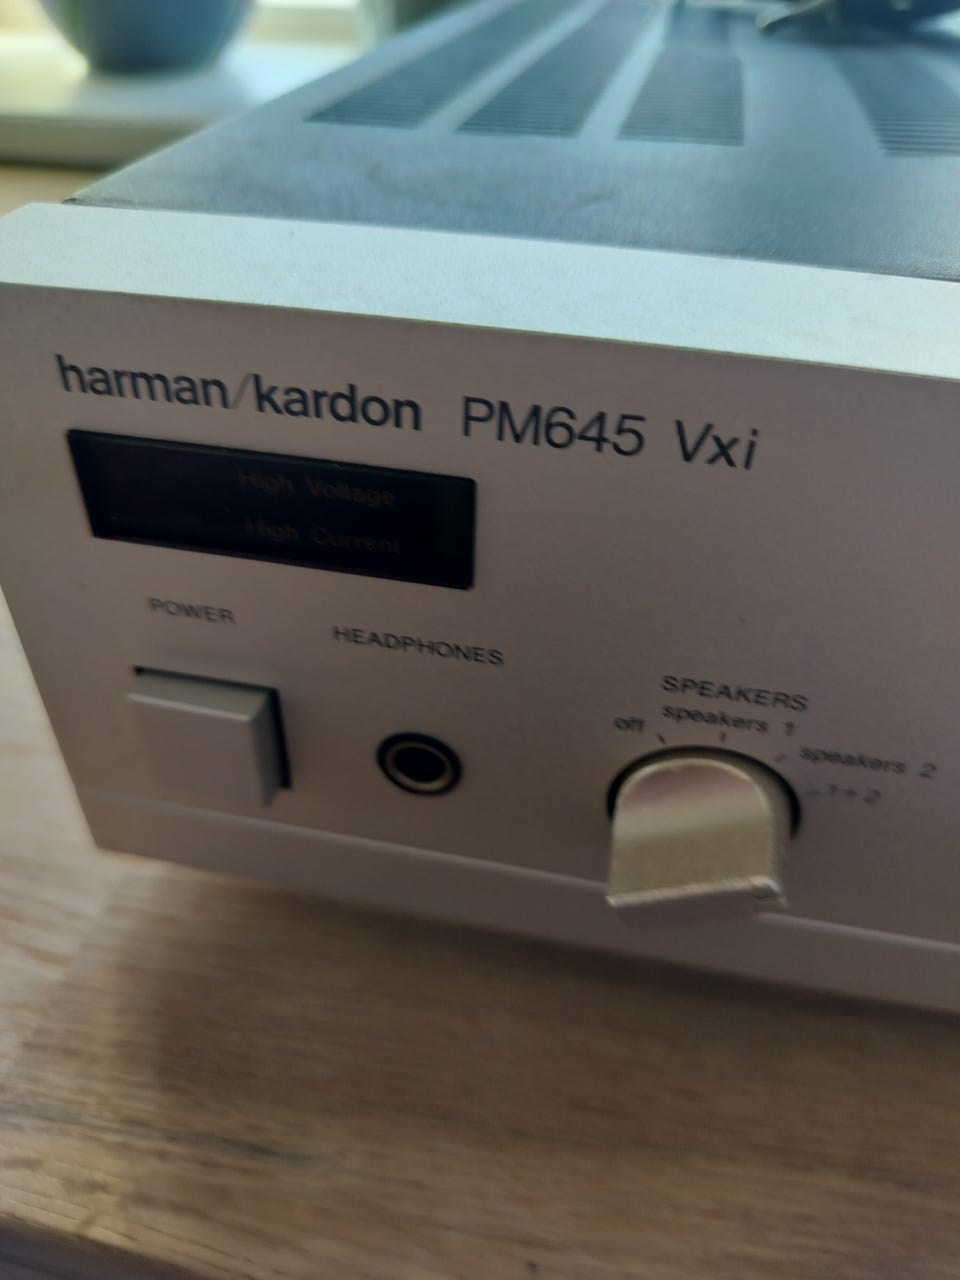 harman/kardon PM645 Vxi
High Voltage
High Current
POWER
HEADPHONES
SPEAKERS
off
speakers 1
speakers 2
1+2